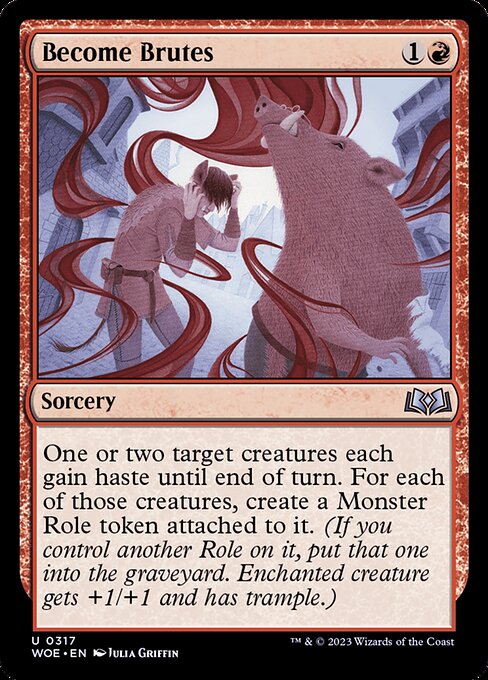 Become Brutes 1
Sorcery
One or two target creatures each
gain haste until end of turn. For each
of those creatures, create a Monster
Role token attached to it. (If you
control another Role on it, put that one
into the graveyard. Enchanted creature
gets +1/+1 and has trample.)
U 0317
™ & © 2023 Wizards of the Coast
WOE • EN Julia Griffin